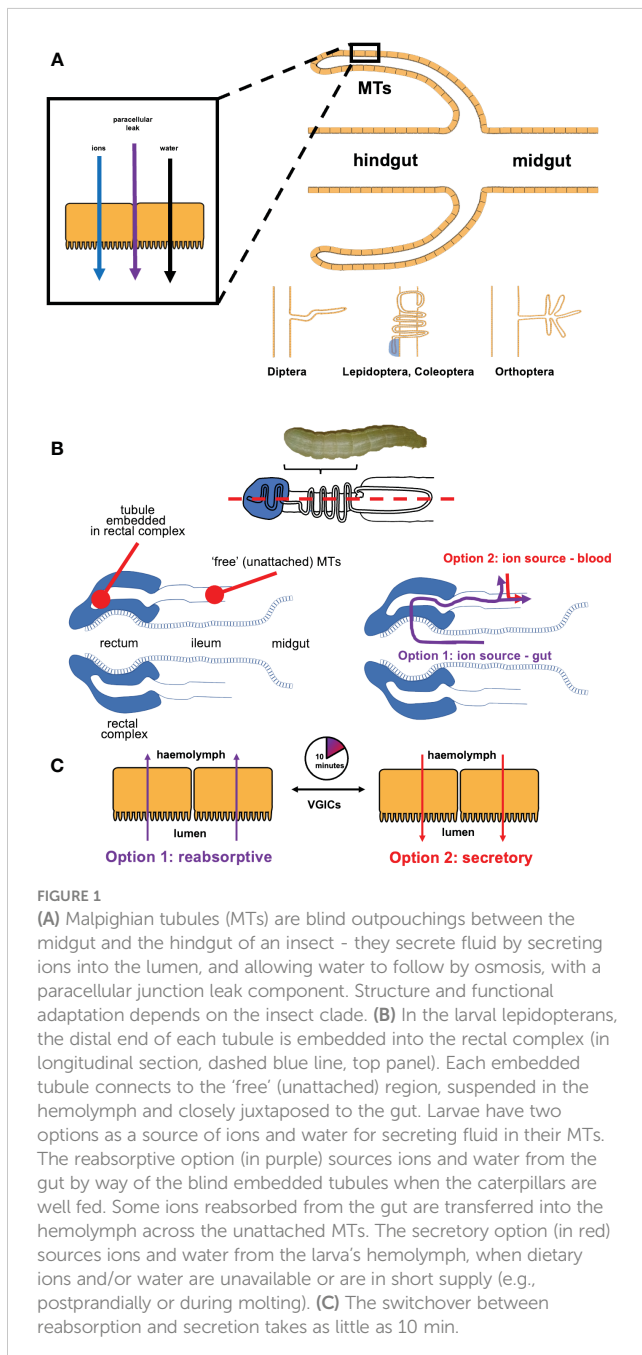 A
paracellular
leak
ions
water
MTs
hindgut
midgut
Diptera
Lepidoptera, Coleoptera
Orthoptera
B
tubule
embedded
in rectal complex
'free' (unattached) MTs
Option 2: ion source - blood
rectum
ileum
midgut
Option 1: ion source - gut
rectal
complex
C
haemolymph
10
minutes
haemolymph
VGICs
lumen
lumen
Option 1: reabsorptive
Option 2: secretory
FIGURE 1
(A) Malpighian tubules (MTs) are blind outpouchings between the
midgut and the hindgut of an insect - they secrete fluid by secreting
ions into the lumen, and allowing water to follow by osmosis, with a
paracellular junction leak component. Structure and functional
adaptation depends on the insect clade. (B) In the larval lepidopterans,
the distal end of each tubule is embedded into the rectal complex (in
longitudinal section, dashed blue line, top panel). Each embedded
tubule connects to the 'free' (unattached) region, suspended in the
hemolymph and closely juxtaposed to the gut. Larvae have two
options as a source of ions and water for secreting fluid in their MTs.
The reabsorptive option (in purple) sources ions and water from the
gut by way of the blind embedded tubules when the caterpillars are
well fed. Some ions reabsorbed from the gut are transferred into the
hemolymph across the unattached MTs. The secretory option (in red)
sources ions and water from the larva's hemolymph, when dietary
ions and/or water are unavailable or are in short supply (e.g.,
postprandially or during molting). (C) The switchover between
reabsorption and secretion takes as little as 10 min.